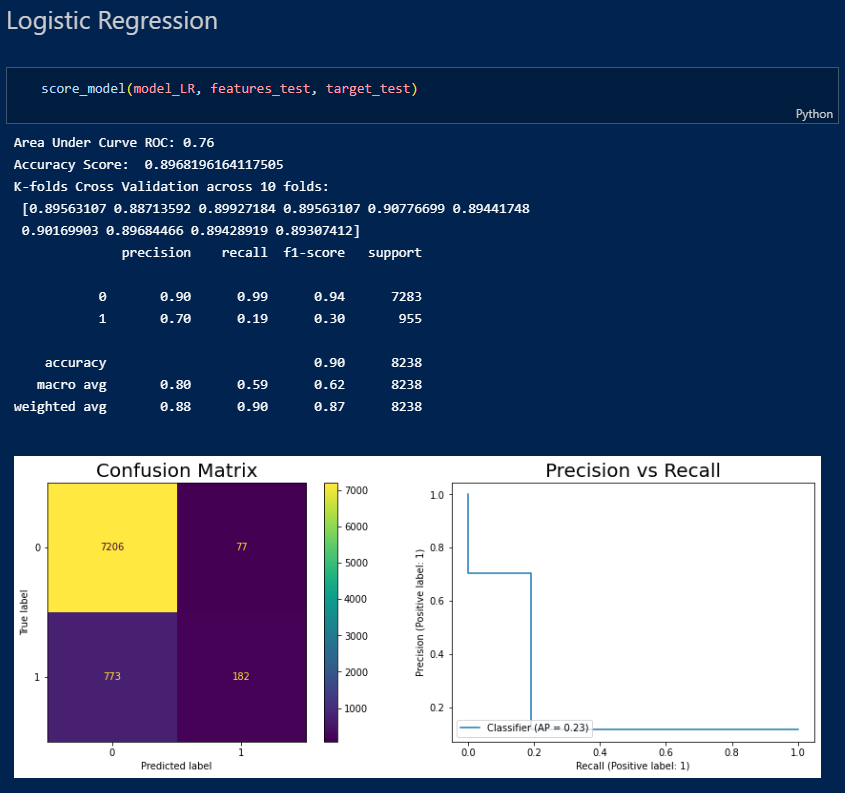 Logistic Regression
score_model(model_LR, features_test, target_test)
Python
Area Under Curve ROC: 0.76
Accuracy Score:  0.8968196164117505
K-folds Cross Validation across 10 folds:
[0.89563107 0.88713592 0.89927184 0.89563107 0.90776699 0.89441748
0.90169903 0.89684466 0.89428919 0.89307412]
precision recall f1-score support
0 0.90 0.99 0.94 7283
1 0.70 0.19 0.30 955
accuracy 0.90 8238
macro avg 0.80 0.59 0.62 8238
weighted avg 0.88 0.90 0.87 8238
Confusion Matrix
True label
0
1
7206 77
773 182
0 1
Predicted label
7000
6000
5000
4000
3000
2000
1000
Precision vs Recall
Precision (Positive label: 1)
1.0
0.8
0.6
0.4
0.2
Classifier (AP = 0.23)
0.0 0.2 0.4 0.6 0.8 1.0
Recall (Positive label: 1)